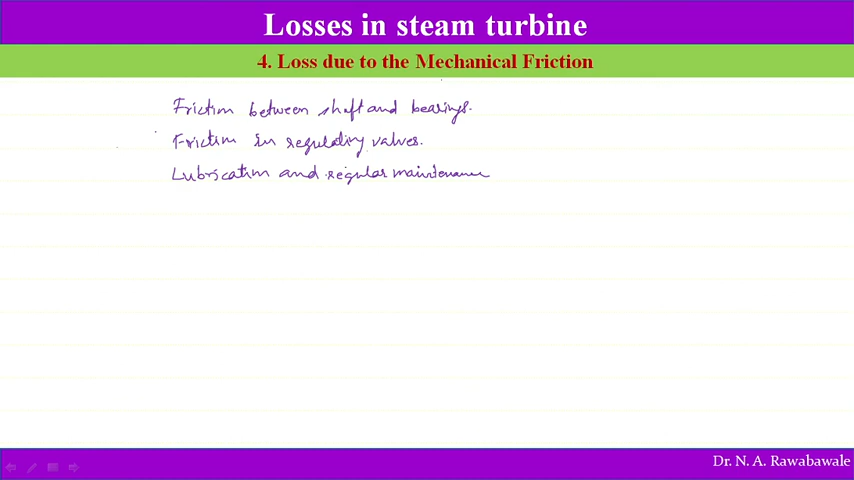 Losses in steam turbine
4. Loss due to the Mechanical Friction
Friction between shaft and bearings.
Friction in regulating valves.
Lubrication and regular maintenance
Dr. N. A. Rawabawale